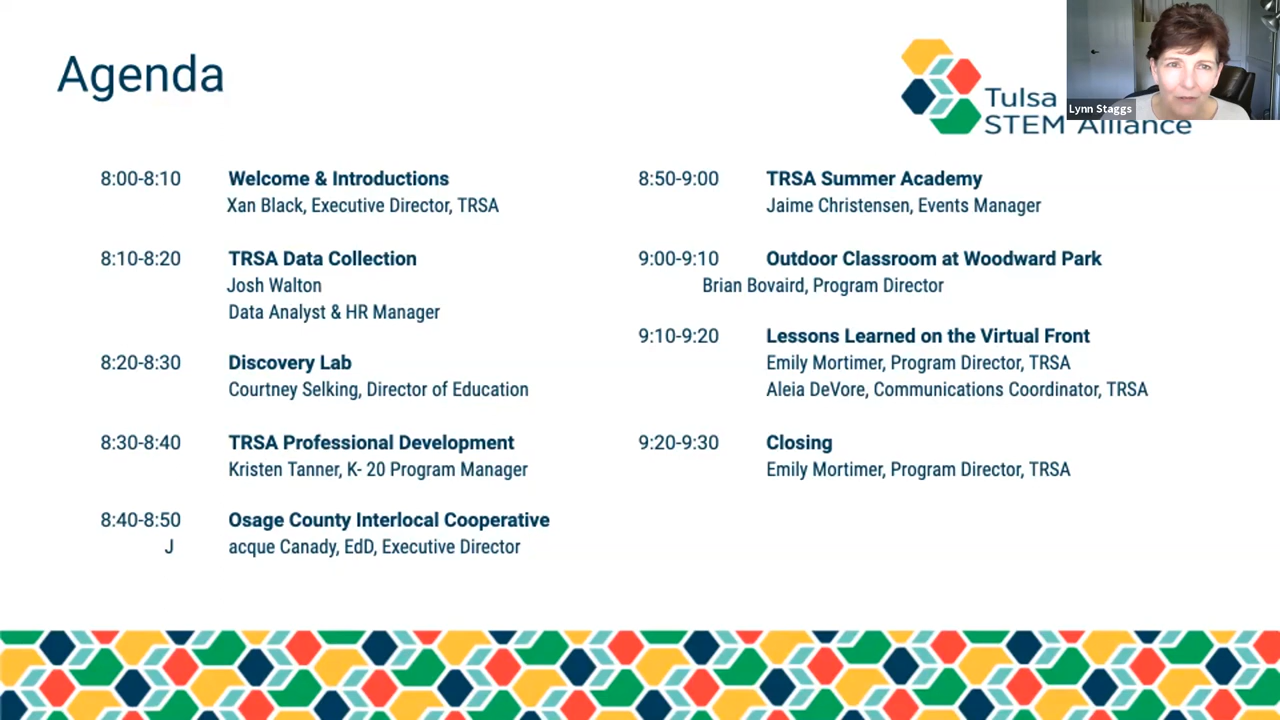 Agenda
Tulsa
STEM Alliance
Lynn Staggs
8:00-8:10 Welcome & Introductions
Xan Black, Executive Director, TRSA
8:10-8:20 TRSA Data Collection
Josh Walton
Data Analyst & HR Manager
8:20-8:30 Discovery Lab
Courtney Selking, Director of Education
8:30-8:40 TRSA Professional Development
Kristen Tanner, K- 20 Program Manager
8:40-8:50 Osage County Interlocal Cooperative
J acque Canady, EdD, Executive Director
8:50-9:00 TRSA Summer Academy
Jaime Christensen, Events Manager
9:00-9:10 Outdoor Classroom at Woodward Park
Brian Bovaird, Program Director
9:10-9:20 Lessons Learned on the Virtual Front
Emily Mortimer, Program Director, TRSA
Aleia DeVore, Communications Coordinator, TRSA
9:20-9:30 Closing
Emily Mortimer, Program Director, TRSA